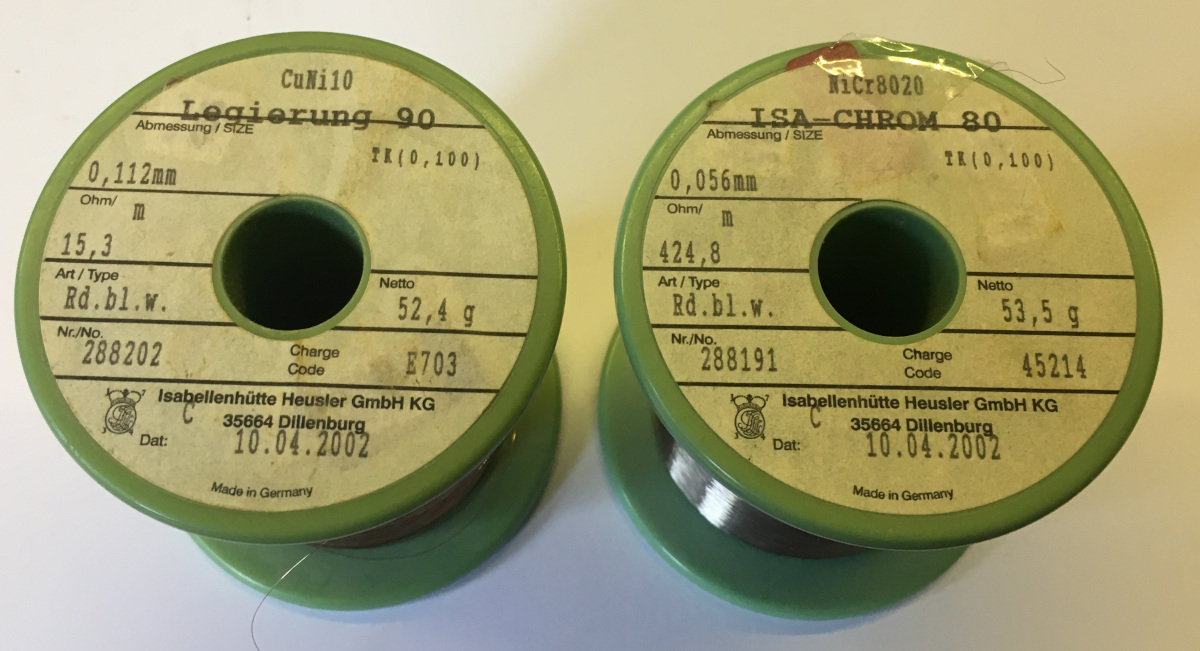 CuNi10
Legierung 90
Abmessung / SIZE
TK(0,100)
0,112mm
Ohm/
m
15,3
Art / Type
Rd.bl.w.
Netto
52,4 g
Nr./No.
288202
Charge
Code
E703
Isabellenhütte Heusler GmbH KG
C
35664 Dillenburg
Dat:
10.04.2002
Made in Germany
NiCr8020
ISA-CHROM 80
Abmessung / SIZE
TK(0,100)
0,056mm
Ohm/
m
424,8
Art / Type
Rd.bl.w.
Netto
53,5 g
Nr./No.
288191
Charge
Code
45214
Isabellenhütte Heusler GmbH KG
C
35664 Dillenburg
Dat:
10.04.2002
Made in Germany